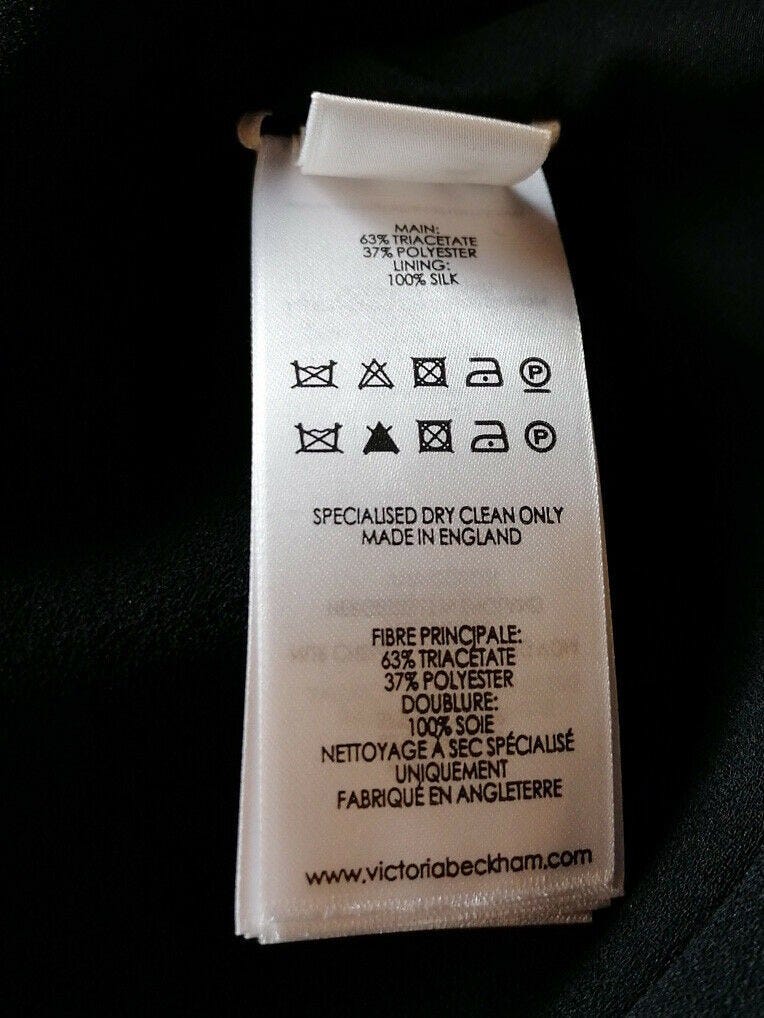 MAIN:
63% TRIACETATE
37% POLYESTER
LINING:
100% SILK
P
P
SPECIALISED DRY CLEAN ONLY
MADE IN ENGLAND
FIBRE PRINCIPALE:
63% TRIACÉTATE
37% POLYESTER
DOUBLURE:
100% SOIE
NETTOYAGE À SEC SPÉCIALISÉ
UNIQUEMENT
FABRIQUÉ EN ANGLETERRE
www.victoriabeckham.com